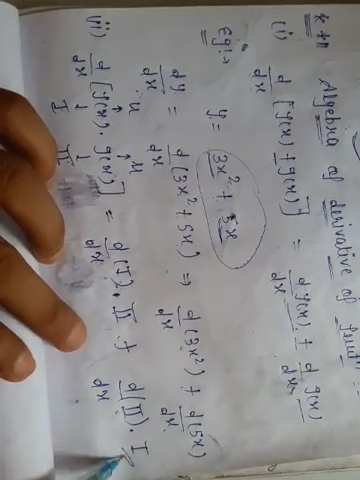 Algebra of derivative of funct
(i) d/dx [f(x) ± g(x)] = d/dx f(x) ± d/dx g(x)
Eg:→ y = 3x² + 5x
dy/dx = d/dx (3x² + 5x) ⇒ d/dx (3x²) + d/dx (5x)
(ii) d/dx [f(x) · g(x)] = d/dx (I) · II + d/dx (II) · I
I II